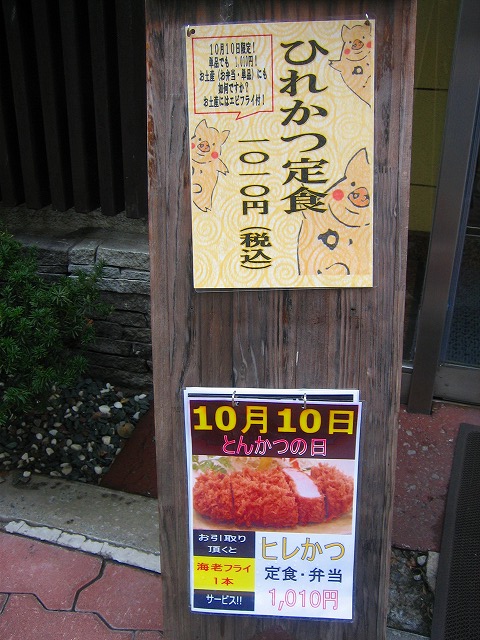 10月10日限定!
単品でも 1,010円!
お土産(お弁当・単品)にも
如何ですか?
お土産にはエビフライ付!
ひれかつ定食
一〇一〇円(税込)
か
10月10日
とんかつの日
お引取り
頂くと
海老フライ
1本
サービス!!
ヒレかつ
定食・弁当
1,010円